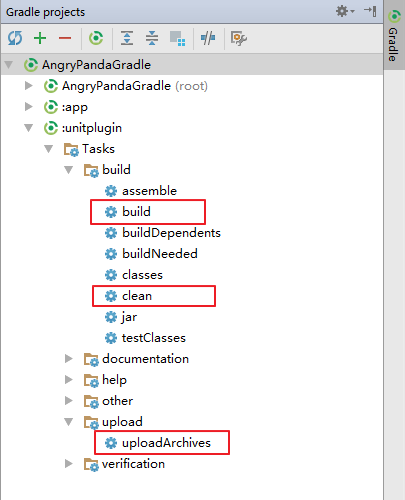 Gradle projects
Gradle
AngryPandaGradle
AngryPandaGradle (root)
:app
:unitplugin
Tasks
build
assemble
build
buildDependents
buildNeeded
classes
clean
jar
testClasses
documentation
help
other
upload
uploadArchives
verification